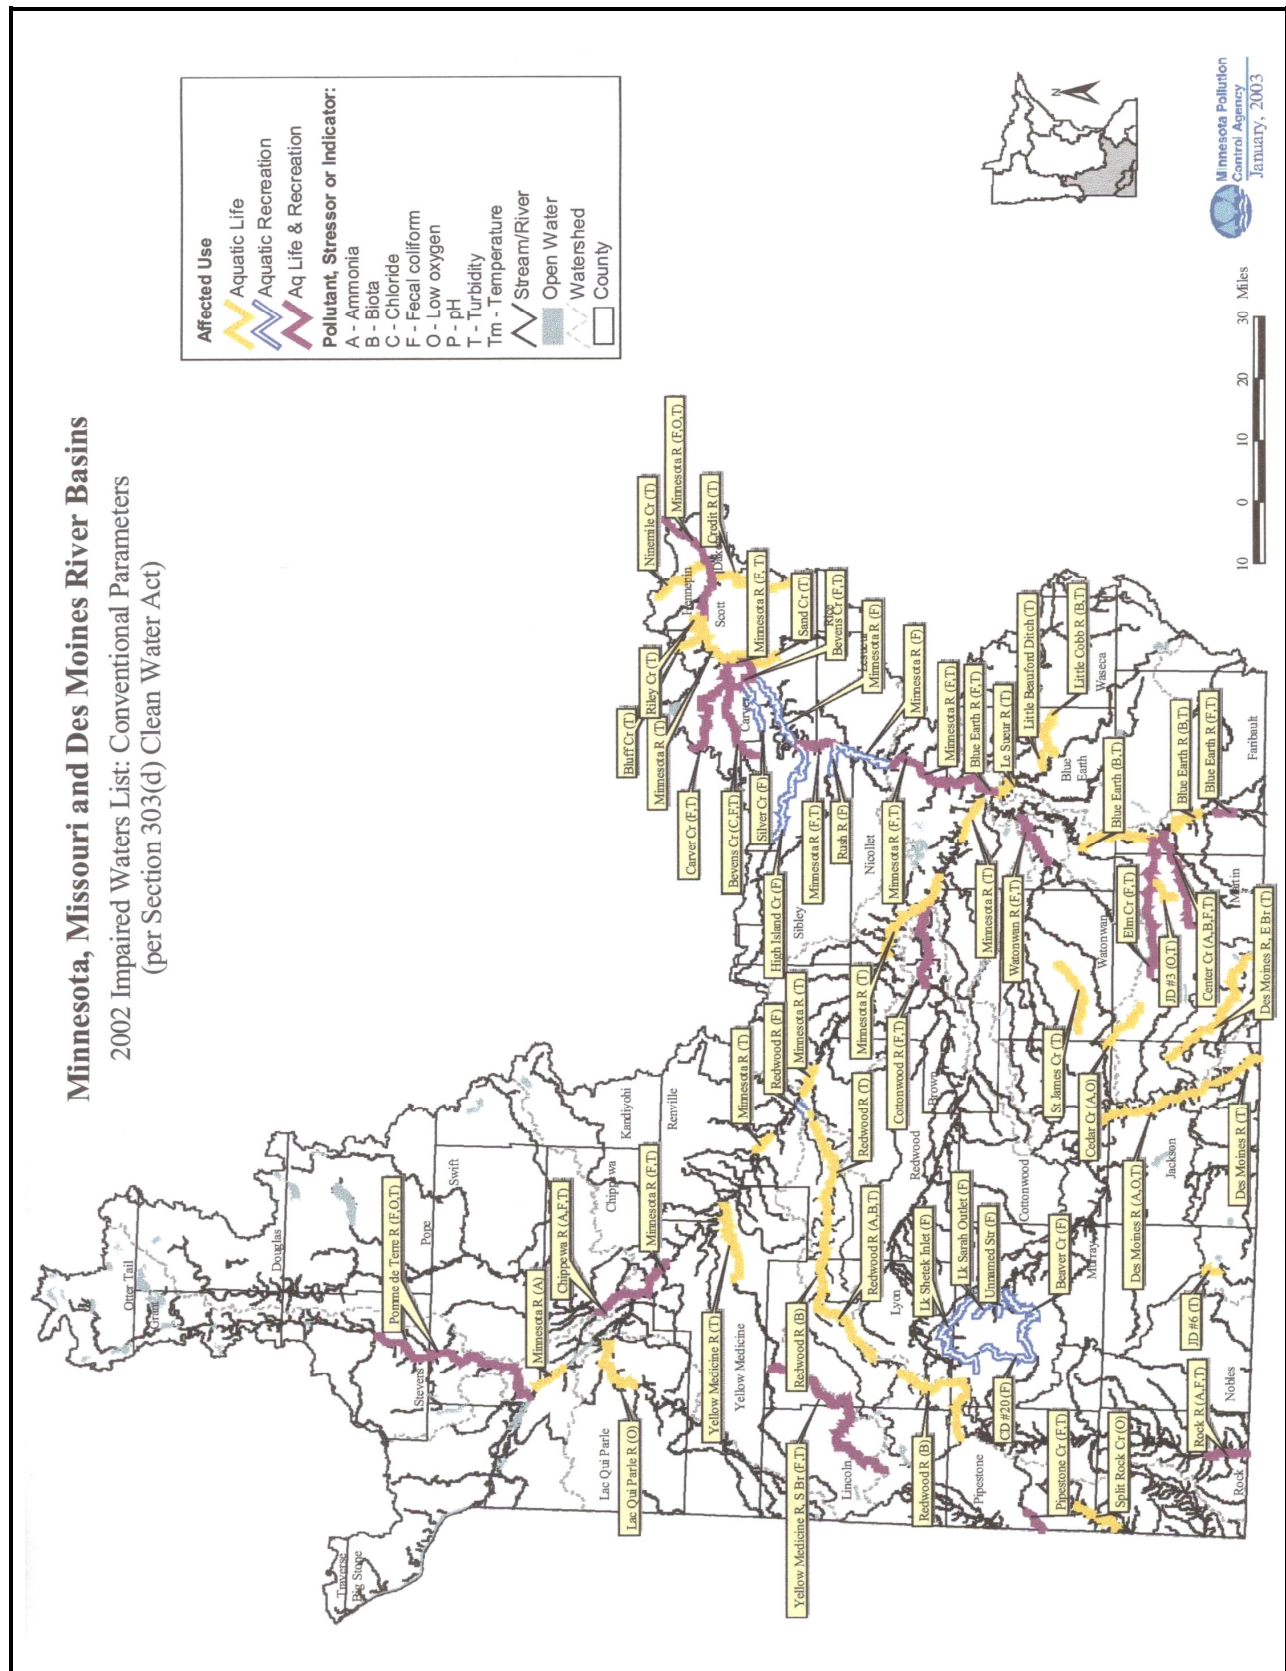 Minnesota, Missouri and Des Moines River Basins
2002 Impaired Waters List: Conventional Parameters
(per Section 303(d) Clean Water Act)
Affected Use
Aquatic Life
Aquatic Recreation
Aq Life & Recreation
Pollutant, Stressor or Indicator:
A - Ammonia
B - Biota
C - Chloride
F - Fecal coliform
O - Low oxygen
P - pH
T - Turbidity
Tm - Temperature
Stream/River
Open Water
Watershed
County
Otter Tail
Grant
Douglas
Traverse
Big Stone
Stevens
Pope
Pomme de Terre R (F,O,T)
Swift
Minnesota R (A)
Chippewa R (A,F,T)
Chippewa
Kandiyohi
Renville
Minnesota R (F,T)
Lac Qui Parle
Lac Qui Parle R (O)
Yellow Medicine R (T)
Yellow Medicine
Minnesota R (T)
Redwood R (F)
Minnesota R (T)
Yellow Medicine R, S Br (F,T)
Redwood R (B)
Redwood R (A,B,T)
Redwood R (T)
Lincoln
Lyon
Redwood
Lk Shetek Inlet (F)
Lk Sarah Outlet (F)
Unnamed Str (F)
Beaver Cr (F)
CD #20 (F)
Redwood R (B)
Pipestone
Murray
Cottonwood
Brown
Pipestone Cr (F,T)
Split Rock Cr (O)
Rock R (A,F,T)
Rock
Nobles
JD #6 (T)
Jackson
Des Moines R (A,O,T)
Des Moines R (T)
Des Moines R, E Br (T)
Cedar Cr (A,O)
St James Cr (T)
Watonwan
Martin
Cottonwood R (F,T)
Minnesota R (T)
Minnesota R (T)
Watonwan R (F,T)
Elm Cr (F,T)
JD #3 (O,T)
Center Cr (A,B,F,T)
Blue Earth (B,T)
Blue Earth R (B,T)
Blue Earth R (F,T)
Faribault
Blue Earth
Waseca
Little Cobb R (B,T)
Little Beauford Ditch (T)
Le Sueur R (T)
Blue Earth R (F,T)
Minnesota R (F,T)
Minnesota R (F,T)
Nicollet
Sibley
Minnesota R (F)
Rush R (F)
Minnesota R (F,T)
High Island Cr (F)
Silver Cr (F)
Bevens Cr (C,F,T)
Carver Cr (F,T)
Carver
Minnesota R (F)
Bevens Cr (F,T)
Rice
Sand Cr (T)
Minnesota R (F, T)
Minnesota R (T)
Bluff Cr (T)
Riley Cr (T)
Scott
Hennepin
Credit R (T)
Minnesota R (F,O,T)
Ninemile Cr (T)
10 0 10 20 30 Miles
N
Minnesota Pollution
Control Agency
January, 2003